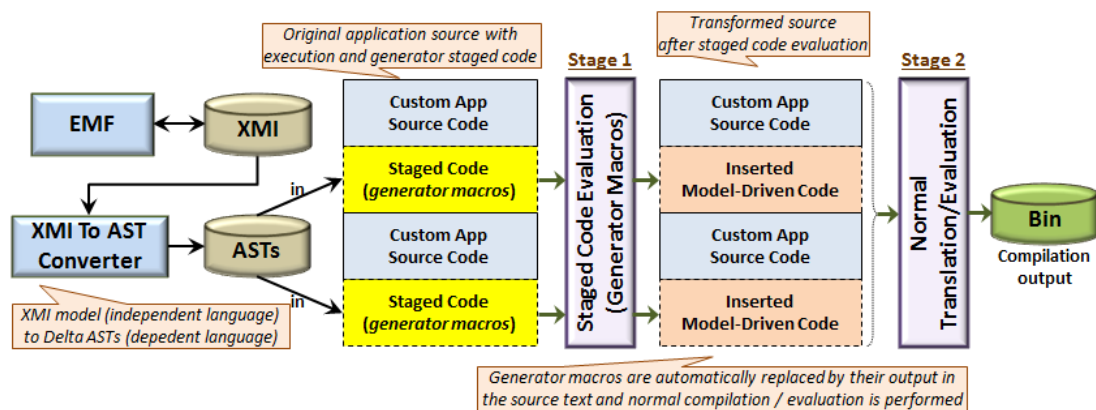 Original application source with
execution and generator staged code
Transformed source
after staged code evaluation
Stage 1
Stage 2
EMF
XMI
Custom App
Source Code
Staged Code
(generator macros)
Custom App
Source Code
Staged Code
(generator macros)
in
in
XMI To AST
Converter
ASTs
XMI model (independent language)
to Delta ASTs (depedent language)
Staged Code Evaluation
(Generator Macros)
Custom App
Source Code
Inserted
Model-Driven Code
Custom App
Source Code
Inserted
Model-Driven Code
Normal
Translation/Evaluation
Bin
Compilation
output
Generator macros are automatically replaced by their output in
the source text and normal compilation / evaluation is performed